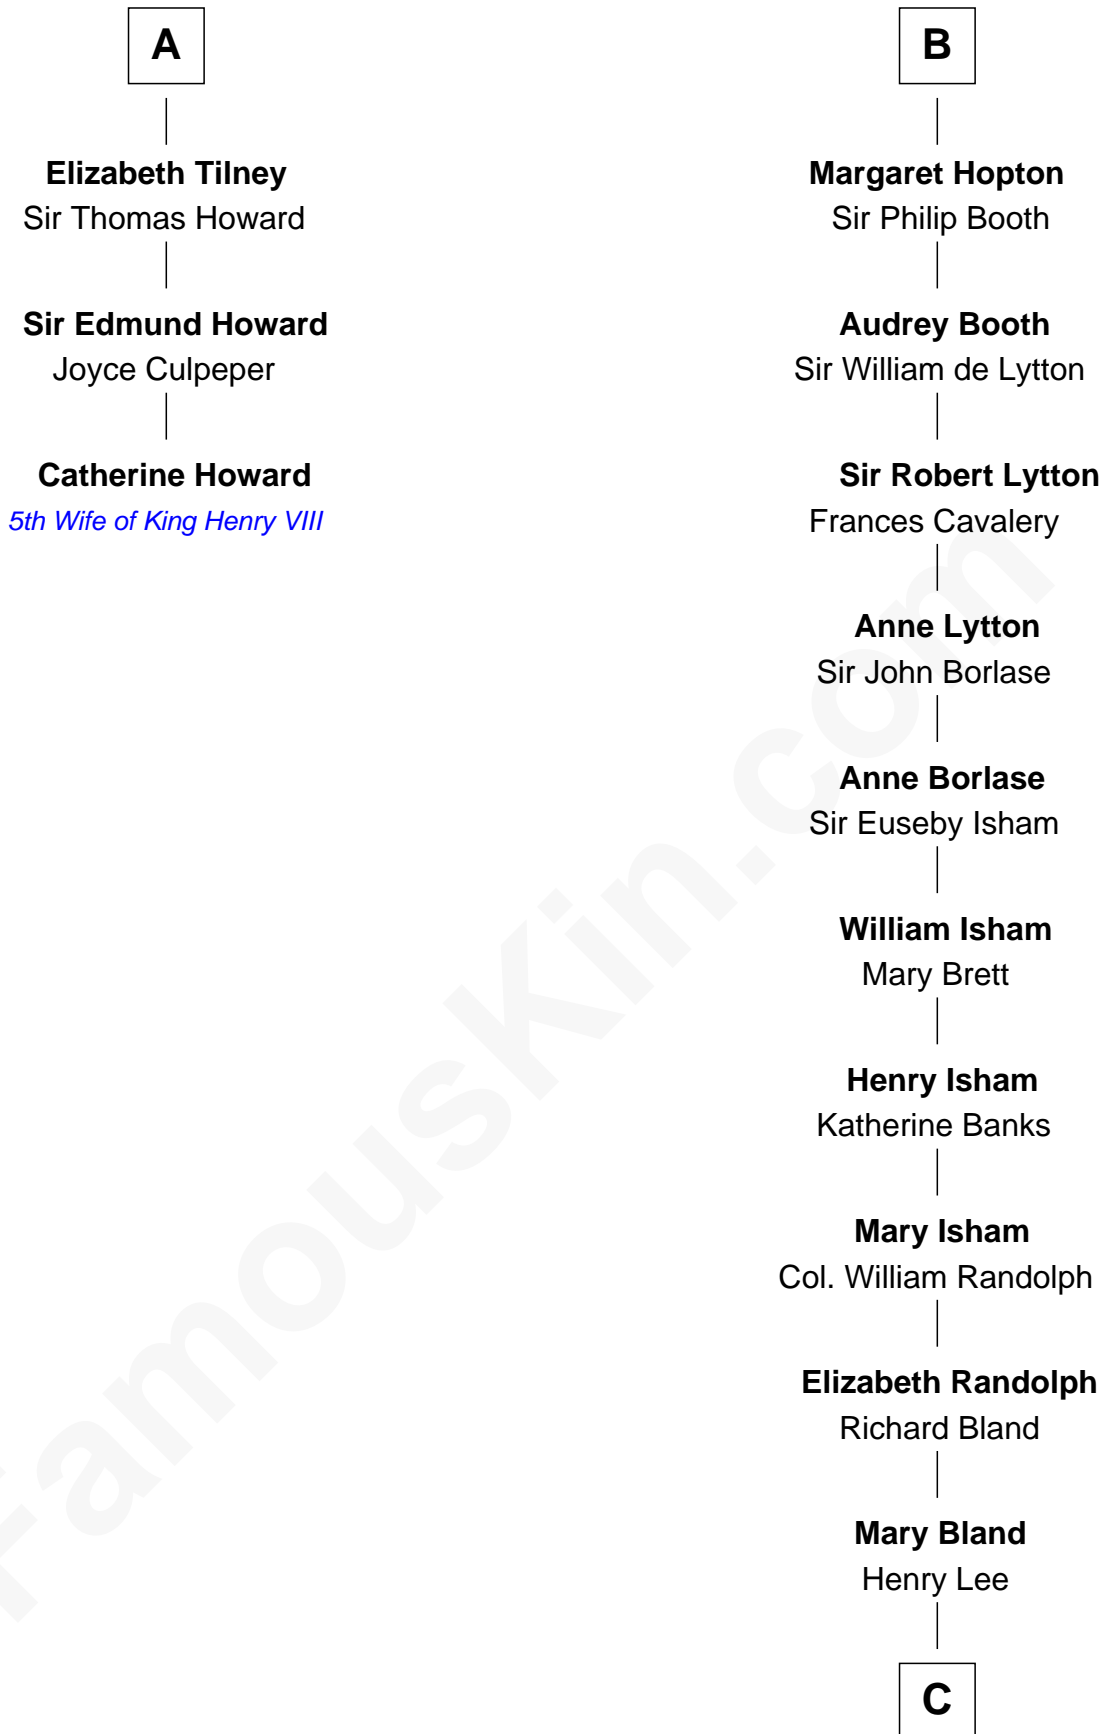 A
Elizabeth Tilney
Sir Thomas Howard
Sir Edmund Howard
Joyce Culpeper
Catherine Howard
5th Wife of King Henry VIII
B
Margaret Hopton
Sir Philip Booth
Audrey Booth
Sir William de Lytton
Sir Robert Lytton
Frances Cavalery
Anne Lytton
Sir John Borlase
Anne Borlase
Sir Euseby Isham
William Isham
Mary Brett
Henry Isham
Katherine Banks
Mary Isham
Col. William Randolph
Elizabeth Randolph
Richard Bland
Mary Bland
Henry Lee
C
FamousKin.com